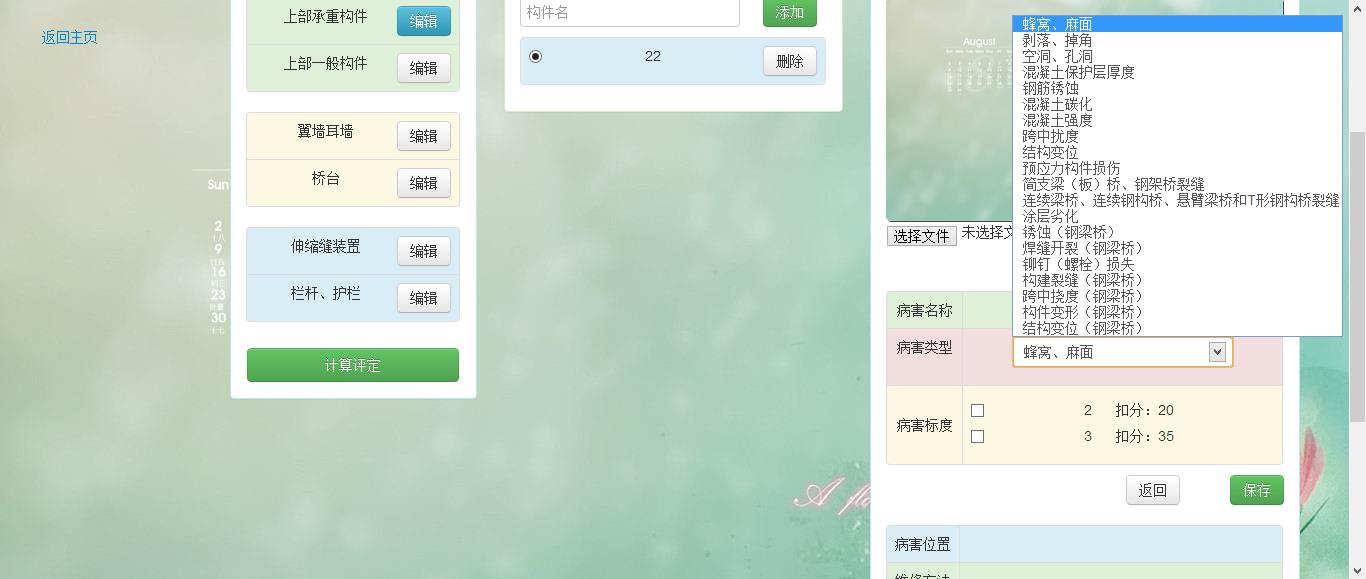 返回主页
Sun
2
十八
9
16
23
30
十七
上部承重构件
编辑
上部一般构件
编辑
翼墙耳墙
编辑
桥台
编辑
伸缩缝装置
编辑
栏杆、护栏
编辑
计算评定
构件名
添加
22
删除
August
蜂窝、麻面
剥落、掉角
空洞、孔洞
混凝土保护层厚度
钢筋锈蚀
混凝土碳化
混凝土强度
跨中扰度
结构变位
预应力构件损伤
简支梁（板）桥、钢架桥裂缝
连续梁桥、连续钢构桥、悬臂梁桥和T形钢构桥裂缝
涂层劣化
锈蚀（钢梁桥）
焊缝开裂（钢梁桥）
铆钉（螺栓）损失
构建裂缝（钢梁桥）
跨中挠度（钢梁桥）
构件变形（钢梁桥）
结构变位（钢梁桥）
选择文件 未选择文
病害名称
病害类型
蜂窝、麻面
病害标度
2 扣分：20
3 扣分：35
返回
保存
病害位置
维修方法
A flo